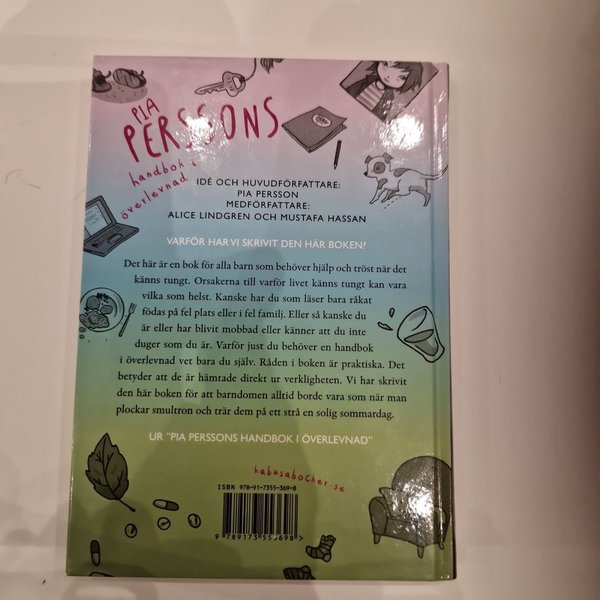 PIA
PERSSONS
handbok i
överlevnad
IDÉ OCH HUVUDFÖRFATTARE:
PIA PERSSON
MEDFÖRFATTARE:
ALICE LINDGREN OCH MUSTAFA HASSAN
VARFÖR HAR VI SKRIVIT DEN HÄR BOKEN?
Det här är en bok för alla barn som behöver hjälp och tröst när det
känns tungt. Orsakerna till varför livet känns tungt kan vara
vilka som helst. Kanske har du som läser bara råkat
födas på fel plats eller i fel familj. Eller så kanske du
är eller har blivit mobbad eller känner att du inte
duger som du är. Varför just du behöver en handbok
i överlevnad vet bara du själv. Råden i boken är praktiska. Det
betyder att de är hämtade direkt ur verkligheten. Vi har skrivit
den här boken för att barndomen alltid borde vara som när man
plockar smultron och trär dem på ett strå en solig sommardag.
UR "PIA PERSSONS HANDBOK I ÖVERLEVNAD"
habusabocker.se
ISBN 978-91-7355-369-8
9 789173 553698 >